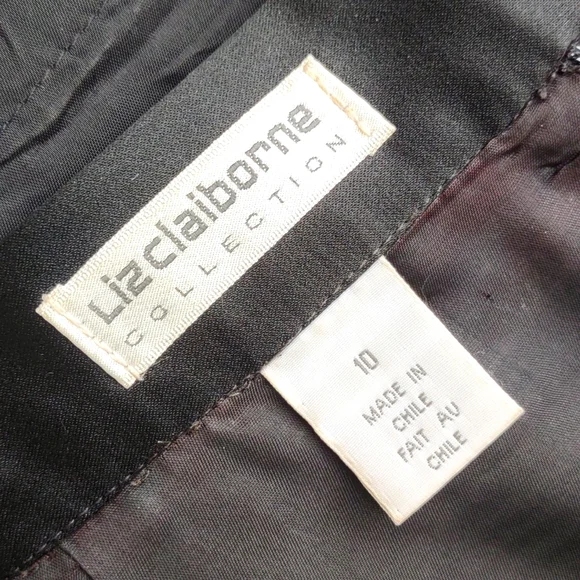 Lizclaiborne
COLLECTION
10
MADE IN
CHILE
FAIT AU
CHILE